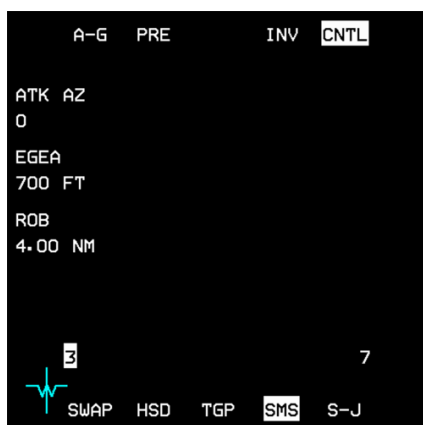 A-G PRE INV CNTL
ATK AZ
0
EGEA
700 FT
ROB
4.00 NM
3 7
SWAP HSD TGP SMS S-J